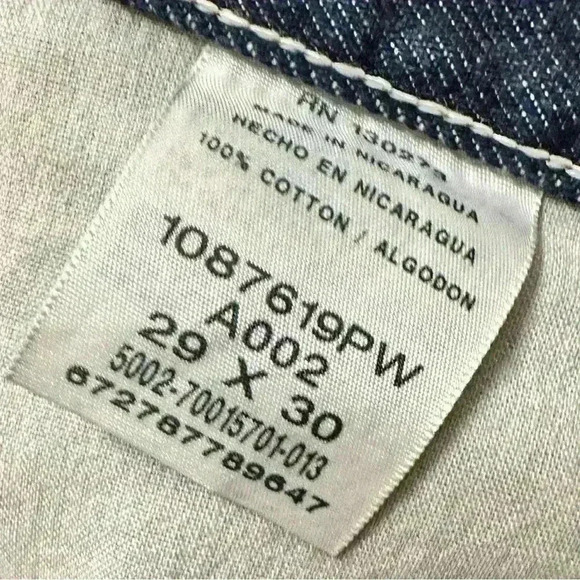 RN 130273
MADE IN NICARAGUA
HECHO EN NICARAGUA
100% COTTON / ALGODON
1087619PW
A002
29 X 30
5002-70015701-013
672787789647